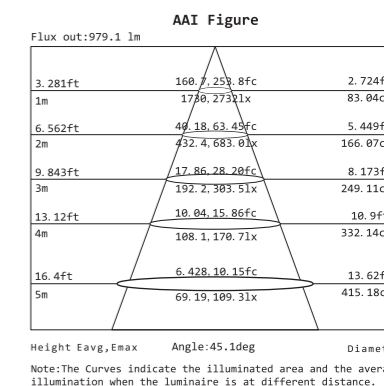 AAI Figure
Flux out:979.1 lm
3.281ft 160.7,253.8fc 2.724f
1m 1730,2732lx 83.04c
6.562ft 40.18,63.45fc 5.449f
2m 432.4,683.0lx 166.07c
9.843ft 17.86,28.20fc 8.173f
3m 192.2,303.5lx 249.11c
13.12ft 10.04,15.86fc 10.9f
4m 108.1,170.7lx 332.14c
16.4ft 6.428,10.15fc 13.62f
5m 69.19,109.3lx 415.18c
Height Eavg,Emax Angle:45.1deg Diamet
Note:The Curves indicate the illuminated area and the avera
illumination when the luminaire is at different distance.